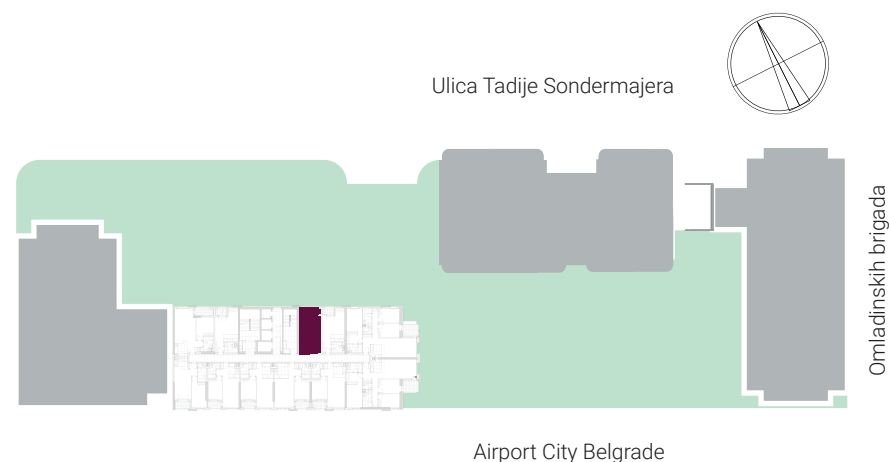 Ulica Tadije Sondermajera
Omladinskih brigada
Airport City Belgrade